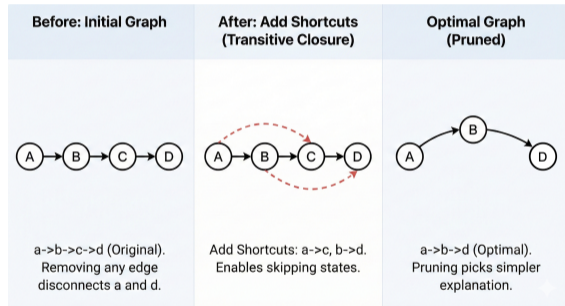 Before: Initial Graph
A B C D
a->b->c->d (Original).
Removing any edge
disconnects a and d.
After: Add Shortcuts
(Transitive Closure)
A B C D
Add Shortcuts: a->c, b->d.
Enables skipping states.
Optimal Graph
(Pruned)
B
A D
a->b->d (Optimal).
Pruning picks simpler
explanation.